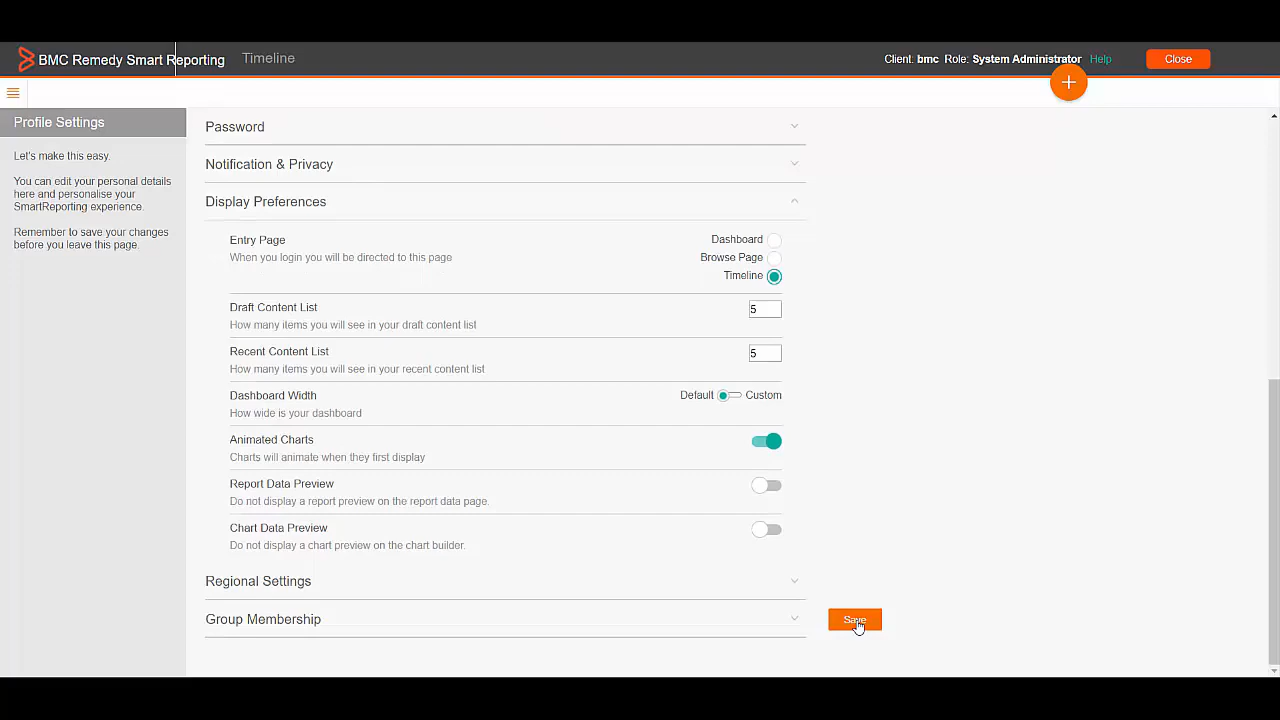 BMC Remedy Smart Reporting Timeline Client: bmc Role: System Administrator Help Close
+
Profile Settings
Let's make this easy.
You can edit your personal details
here and personalise your
SmartReporting experience.
Remember to save your changes
before you leave this page.
Password
Notification & Privacy
Display Preferences
Entry Page
When you login you will be directed to this page
Dashboard
Browse Page
Timeline
Draft Content List
How many items you will see in your draft content list
5
Recent Content List
How many items you will see in your recent content list
5
Dashboard Width
How wide is your dashboard
Default Custom
Animated Charts
Charts will animate when they first display
Report Data Preview
Do not display a report preview on the report data page.
Chart Data Preview
Do not display a chart preview on the chart builder.
Regional Settings
Group Membership
Save